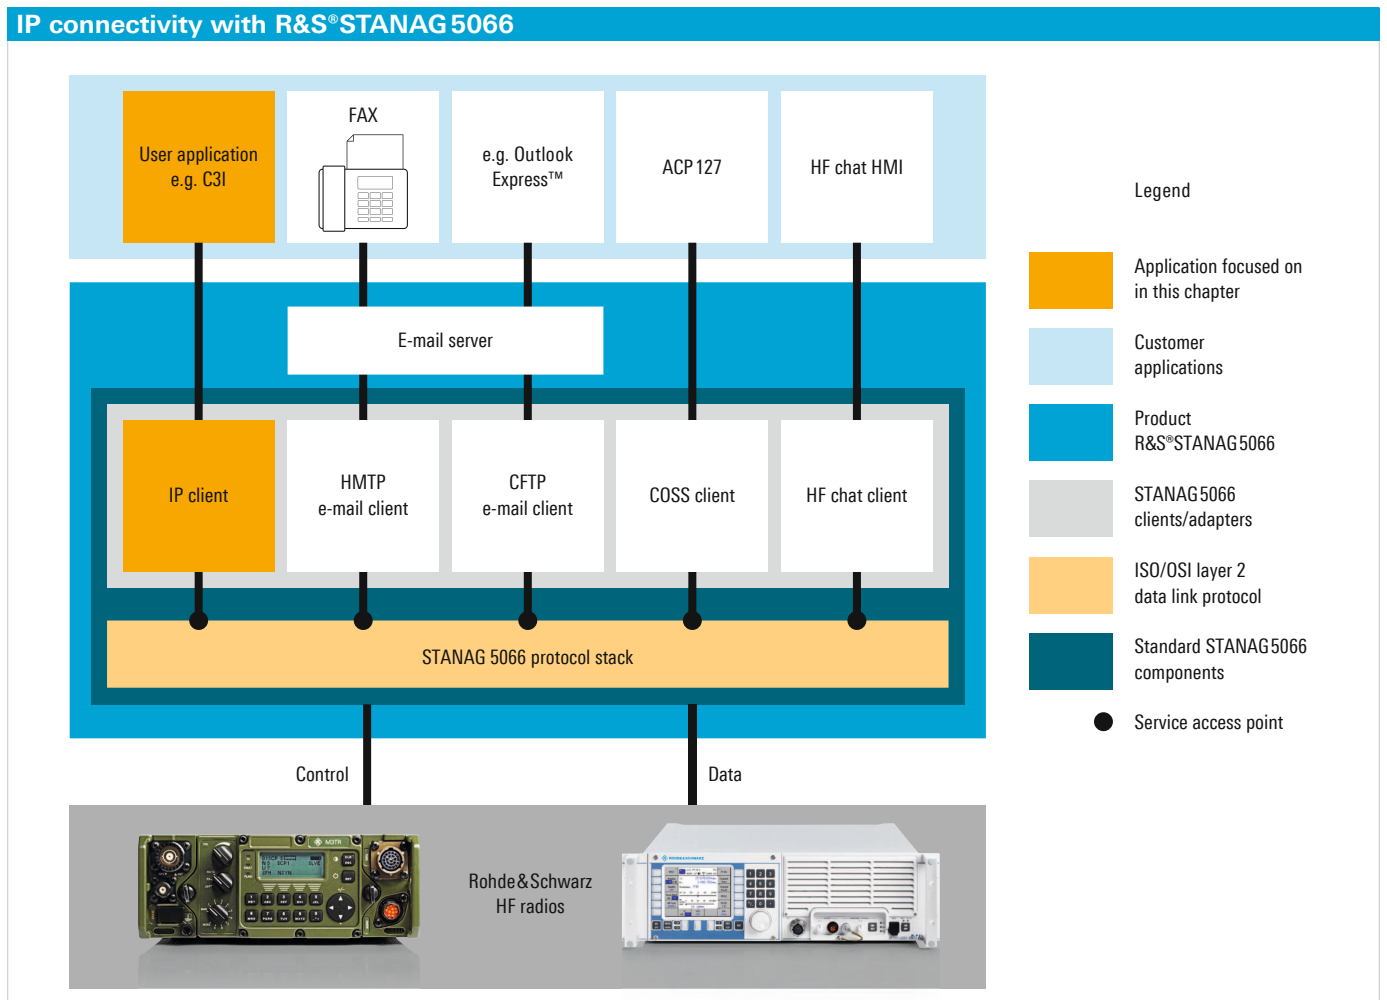 IP connectivity with R&S®STANAG 5066
User application
e.g. C3I
FAX
e.g. Outlook
Express™
ACP 127
HF chat HMI
E-mail server
IP client
HMTP
e-mail client
CFTP
e-mail client
COSS client
HF chat client
STANAG 5066 protocol stack
Control
Data
Rohde & Schwarz
HF radios
M3TR
ROHDE & SCHWARZ
Legend
Application focused on
in this chapter
Customer
applications
Product
R&S®STANAG 5066
STANAG 5066
clients/adapters
ISO/OSI layer 2
data link protocol
Standard STANAG 5066
components
Service access point